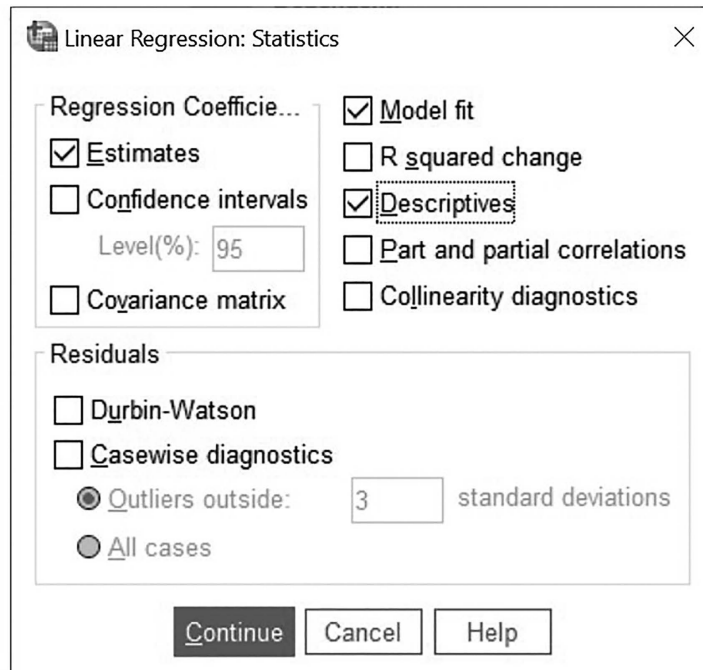 Linear Regression: Statistics
Regression Coefficie...
Estimates
Confidence intervals
Level(%): 95
Covariance matrix
Model fit
R squared change
Descriptives
Part and partial correlations
Collinearity diagnostics
Residuals
Durbin-Watson
Casewise diagnostics
Outliers outside: 3 standard deviations
All cases
Continue Cancel Help